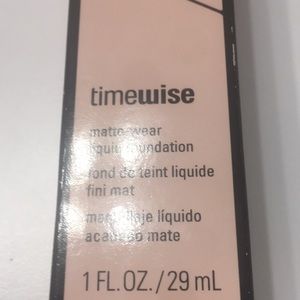 timewise
matte-wear
liquid foundation
fond de teint liquide
fini mat
maquillaje líquido
acabado mate
1 FL.OZ./29 mL